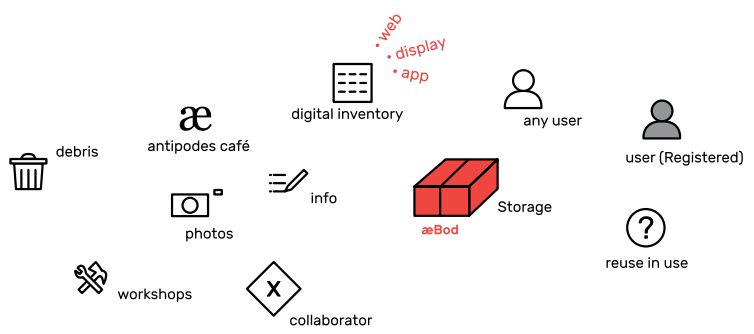 • web
• display
• app
digital inventory
any user
æ
antipodes café
user (Registered)
debris
info
Storage
æBod
photos
?
reuse in use
workshops
x
collaborator